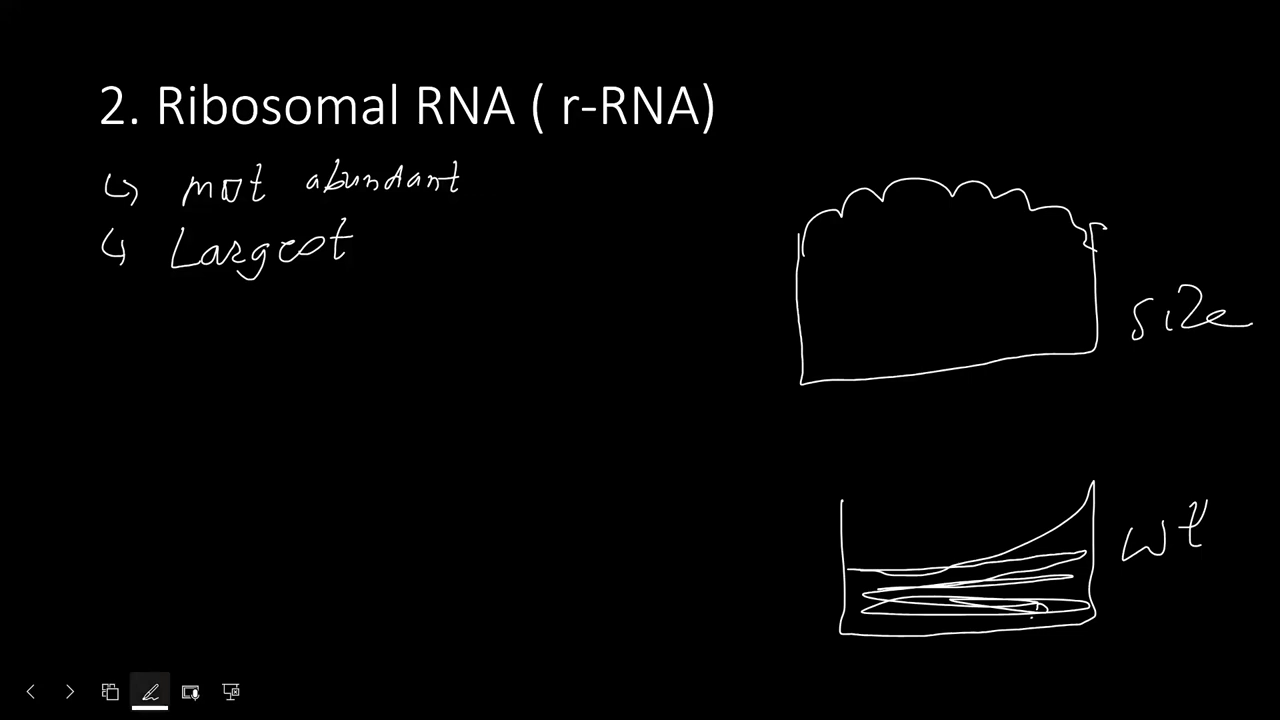 2. Ribosomal RNA ( r-RNA)
↳ most abundant
↳ Largest
size
wt